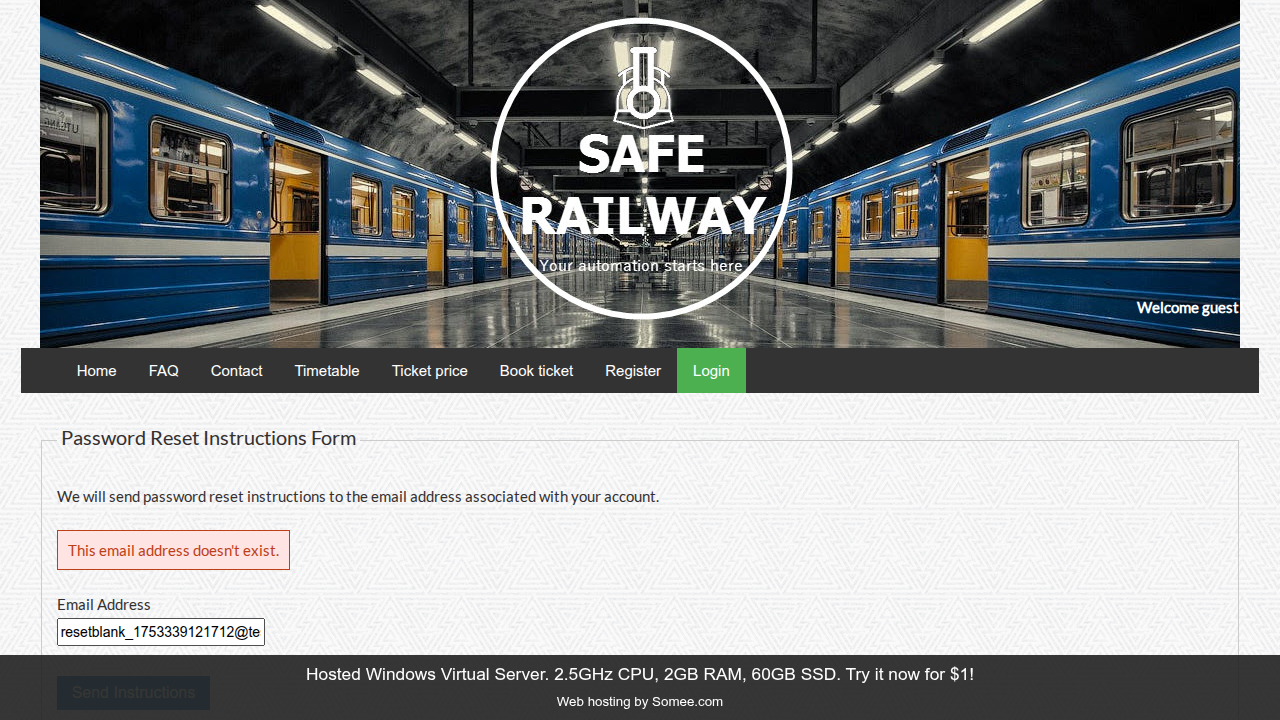 SAFE
RAILWAY
Your automation starts here
Welcome guest
Home FAQ Contact Timetable Ticket price Book ticket Register Login
Password Reset Instructions Form
We will send password reset instructions to the email address associated with your account.
This email address doesn't exist.
Email Address
resetblank_1753339121712@te
Hosted Windows Virtual Server. 2.5GHz CPU, 2GB RAM, 60GB SSD. Try it now for $1!
Send Instructions
Web hosting by Somee.com